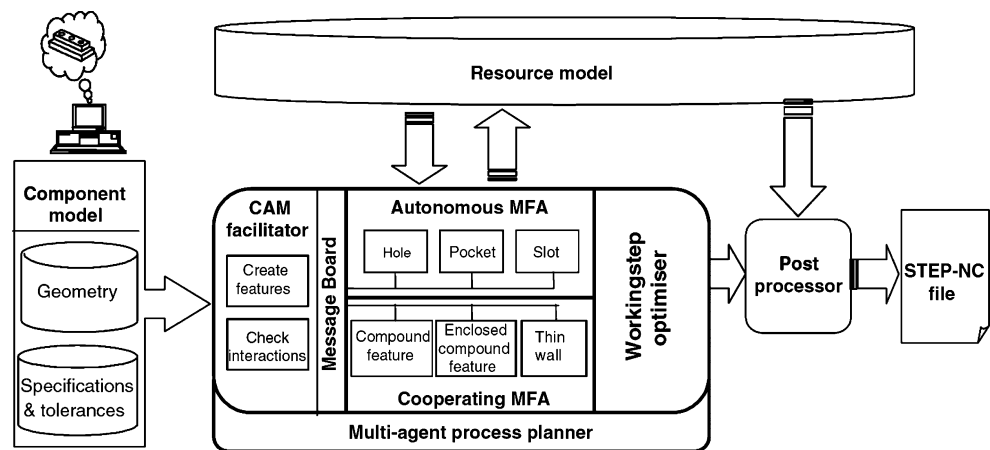 Resource model
Component
model
Geometry
Specifications
& tolerances
CAM
facilitator
Create
features
Check
interactions
Message Board
Autonomous MFA
Hole
Pocket
Slot
Compound
feature
Enclosed
compound
feature
Thin
wall
Cooperating MFA
Workingstep
optimiser
Multi-agent process planner
Post
processor
STEP-NC
file